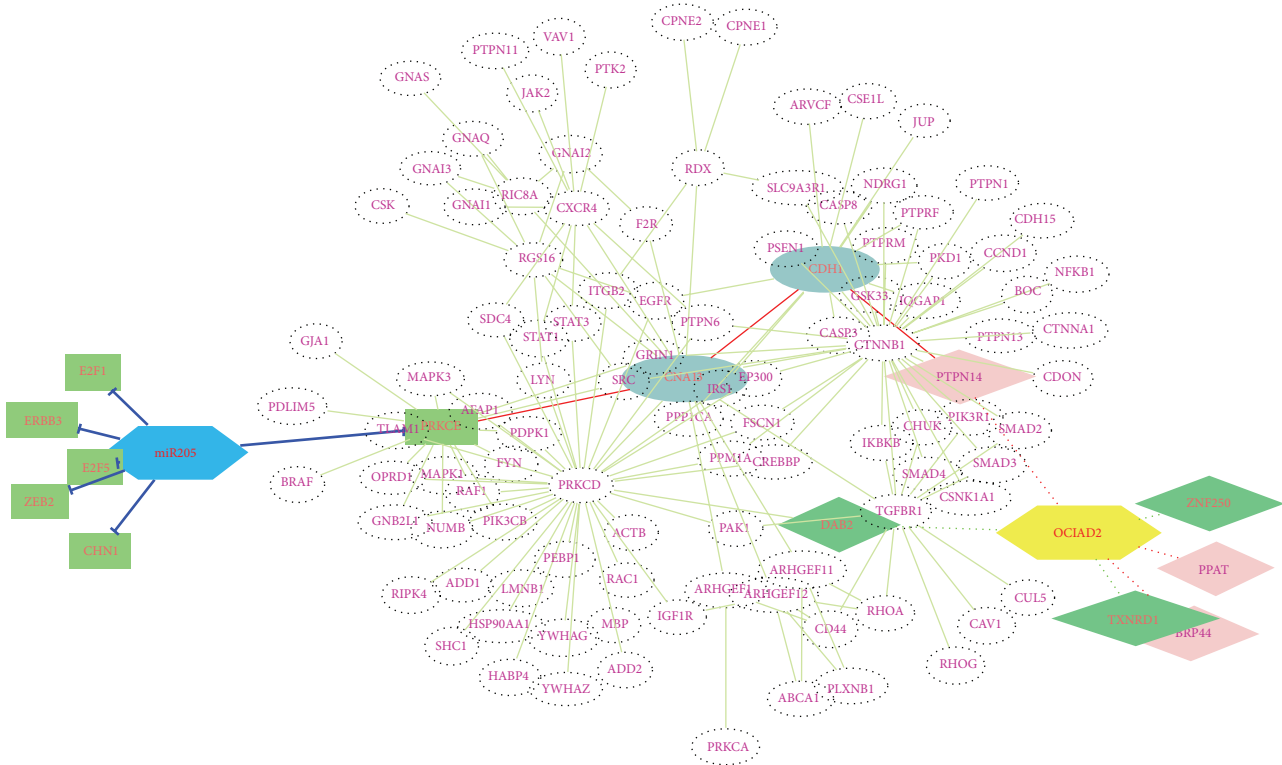 CPNE2
CPNE1
VAV1
PTPN11
PTK2
GNAS
JAK2
CSE1L
ARVCF
JUP
GNAQ
GNAI2
GNAI3
RDX
SLC9A3R1
NDRG1
PTPN1
CSK
GNAI1
RIC8A
CXCR4
CASP8
PTPRF
F2R
CDH15
PSEN1
PTPRM
CCND1
RGS16
PKD1
CDH1
NFKB1
ITGB2
EGFR
GSK33
IQGAP1
BOC
SDC4
STAT3
PTPN6
STAT1
CASP3
CTNNB1
PTPN13
CTNNA1
GJA1
GRIN1
E2F1
MAPK3
LYN
SRC
IRS1
EP300
PTPN14
CDON
PDLIM5
AFAP1
PPP1CA
ERBB3
TLAM1
PRKCE
PDPK1
FSCN1
CHUK
PIK3R1
SMAD2
IKBKB
miR205
E2F5
FYN
PPM1A
CREBBP
SMAD3
BRAF
OPRD1
MAPK1
SMAD4
RAF1
PRKCD
CSNK1A1
ZEB2
ZNF250
GNB2L1
NUMB
PIK3CB
ACTB
PAK1
DAB2
TGFBR1
OCIAD2
CHN1
PEBP1
ARHGEF11
PPAT
RIPK4
ADD1
LMNB1
RAC1
ARHGEF1
ARHGEF12
CUL5
IGF1R
RHOA
HSP90AA1
MBP
CD44
CAV1
TXNRD1
BRP44
SHC1
YWHAG
HABP4
ADD2
RHOG
YWHAZ
ABCA1
PLXNB1
PRKCA